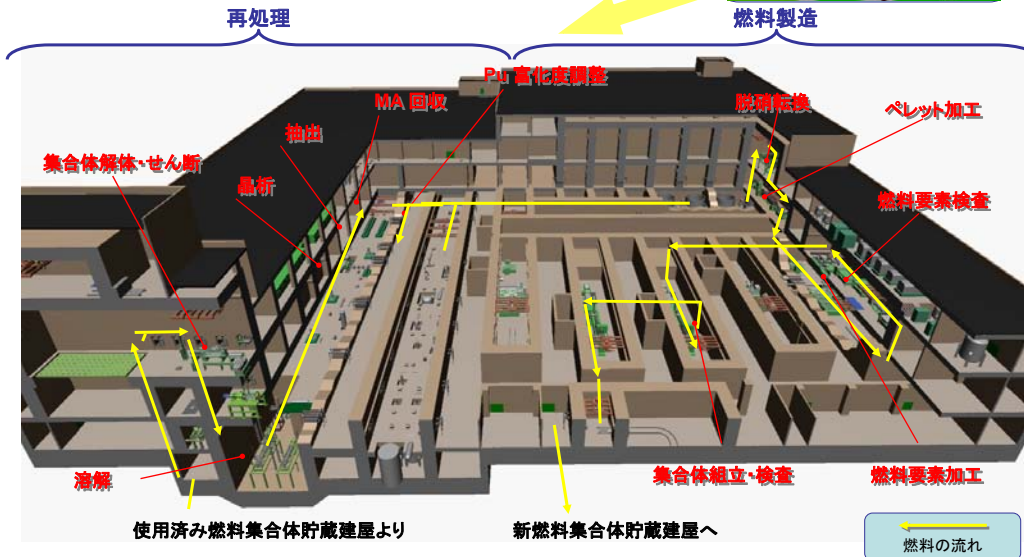 再処理
燃料製造
Pu 富化度調整
MA 回収
脱硝転換
ペレット加工
抽出
集合体解体・せん断
晶析
燃料要素検査
溶解
集合体組立・検査
燃料要素加工
使用済み燃料集合体貯蔵建屋より
新燃料集合体貯蔵建屋へ
燃料の流れ